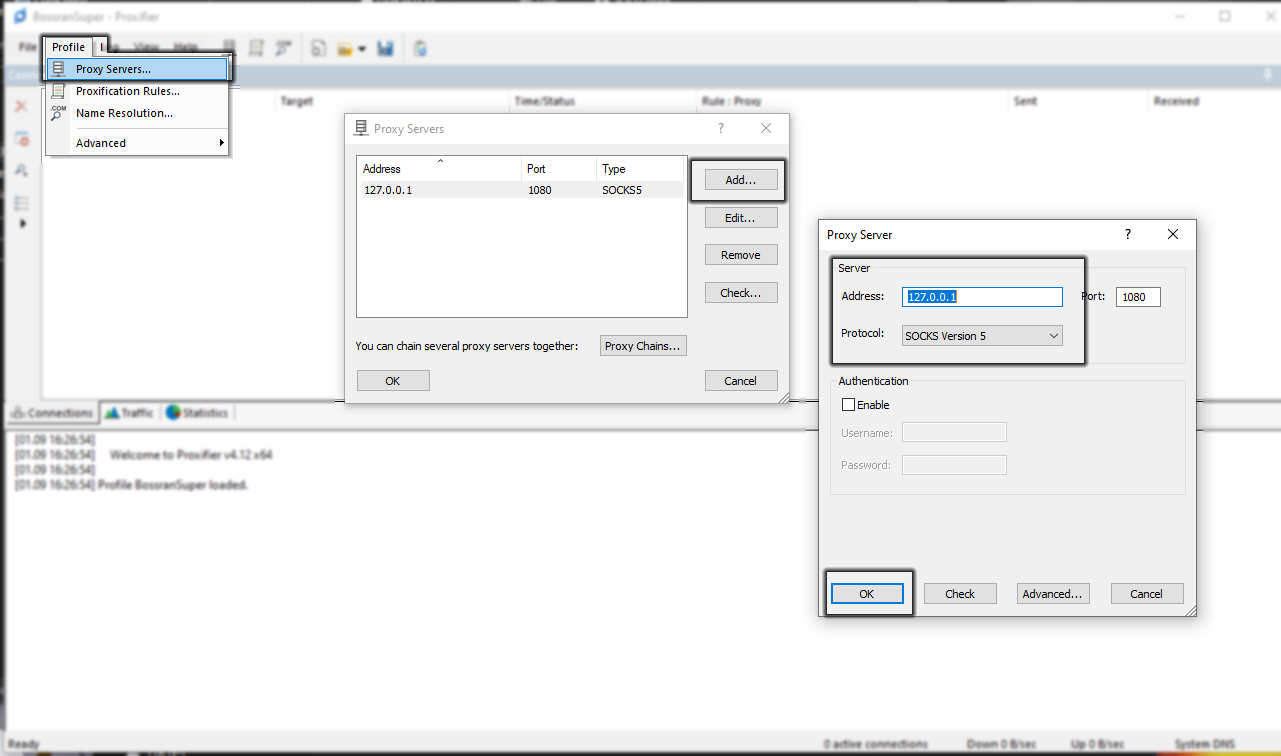 BossranSuper - Proxifier
File
Profile
View
Help
Proxy Servers...
Proxification Rules...
Name Resolution...
Advanced
Target
Time/Status
Rule : Proxy
Sent
Received
Proxy Servers
?
Address
Port
Type
127.0.0.1
1080
SOCKS5
Add...
Edit...
Remove
Check...
You can chain several proxy servers together:
Proxy Chains...
OK
Cancel
Proxy Server
?
Server
Address:
127.0.0.1
Port:
1080
Protocol:
SOCKS Version 5
Authentication
Enable
Username:
Password:
OK
Check
Advanced...
Cancel
Connections
Traffic
Statistics
[01.09 16:26:54]
[01.09 16:26:54] Welcome to Proxifier v4.12 x64
[01.09 16:26:54]
[01.09 16:26:54] Profile BossranSuper loaded.
Ready
0 active connections
Down 0 B/sec
Up 0 B/sec
System DNS